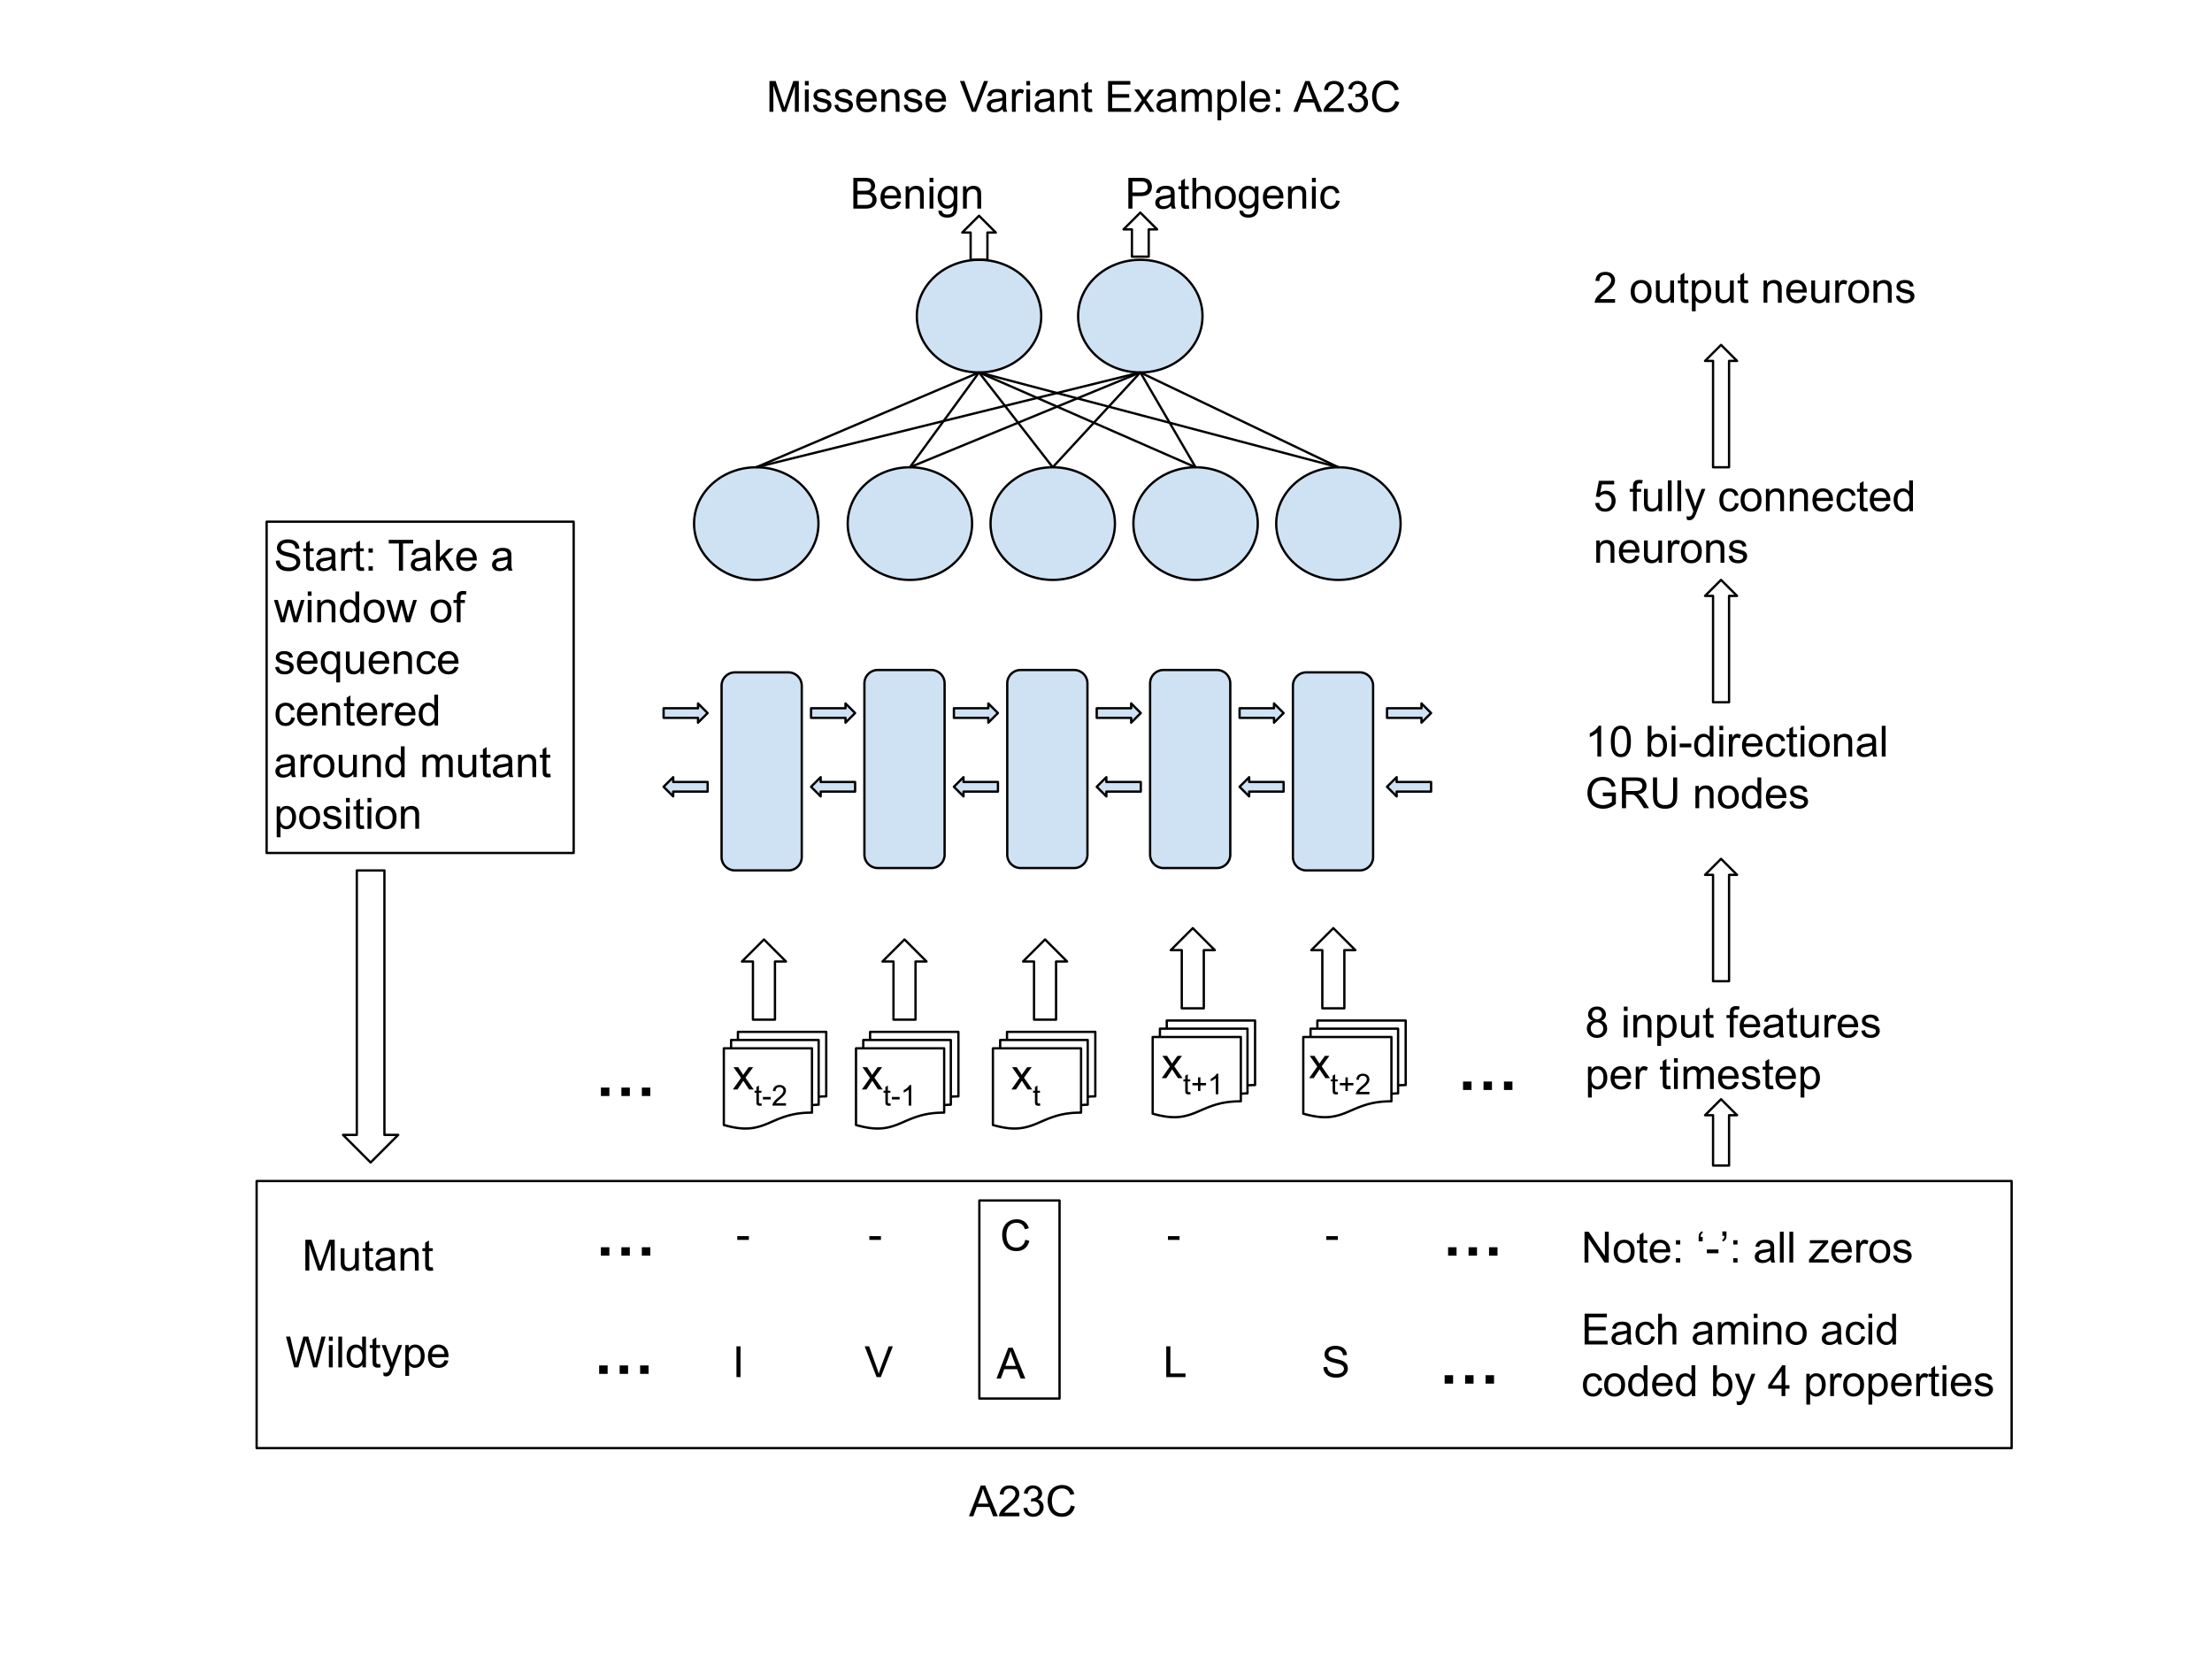 Missense Variant Example: A23C
Benign Pathogenic
2 output neurons
5 fully connected
neurons
Start: Take a
window of
sequence
centered
around mutant
position
10 bi-directional
GRU nodes
8 input features
per timestep
... xt-2 xt-1 xt xt+1 xt+2 ...
Mutant ... - - C - - ...
Wildtype ... I V A L S ...
Note: ‘-’: all zeros
Each amino acid
coded by 4 properties
A23C